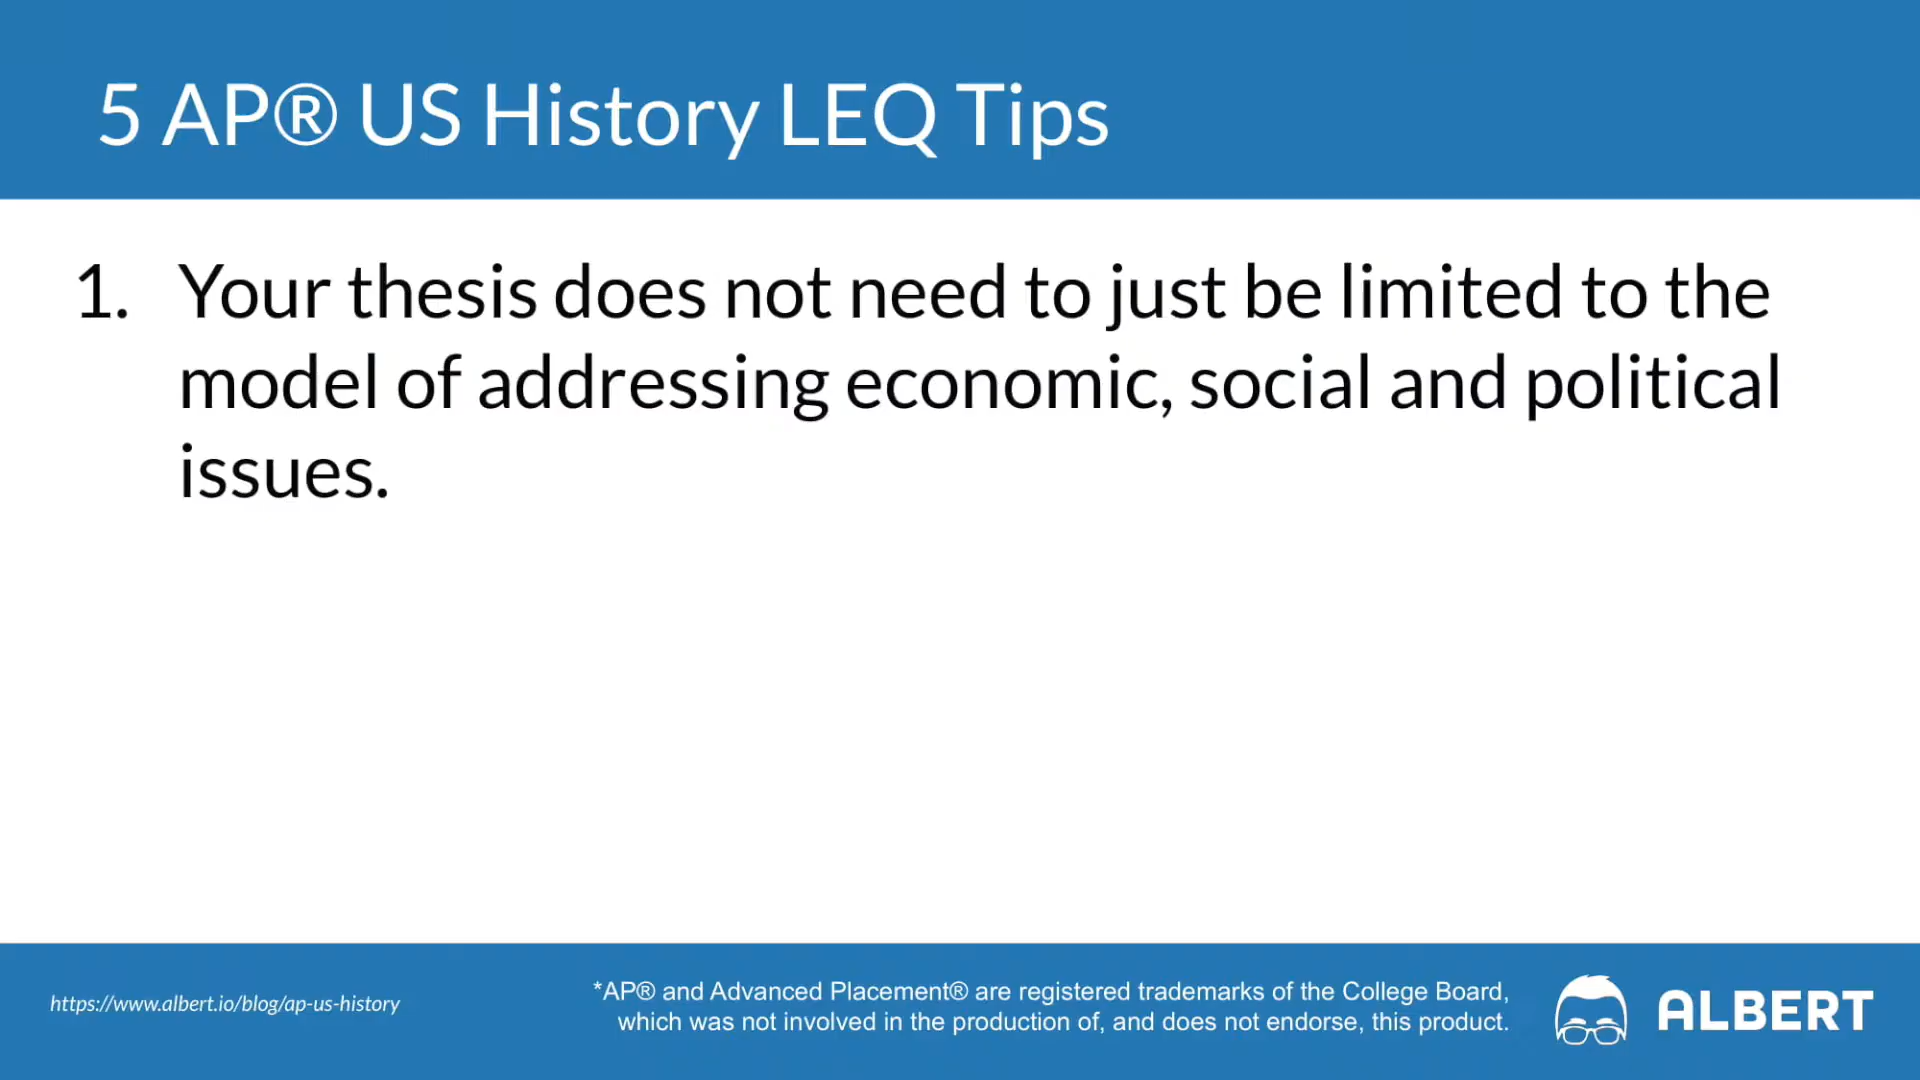 5 AP® US History LEQ Tips
1. Your thesis does not need to just be limited to the
model of addressing economic, social and political
issues.
https://www.albert.io/blog/ap-us-history
*AP® and Advanced Placement® are registered trademarks of the College Board,
which was not involved in the production of, and does not endorse, this product.
ALBERT